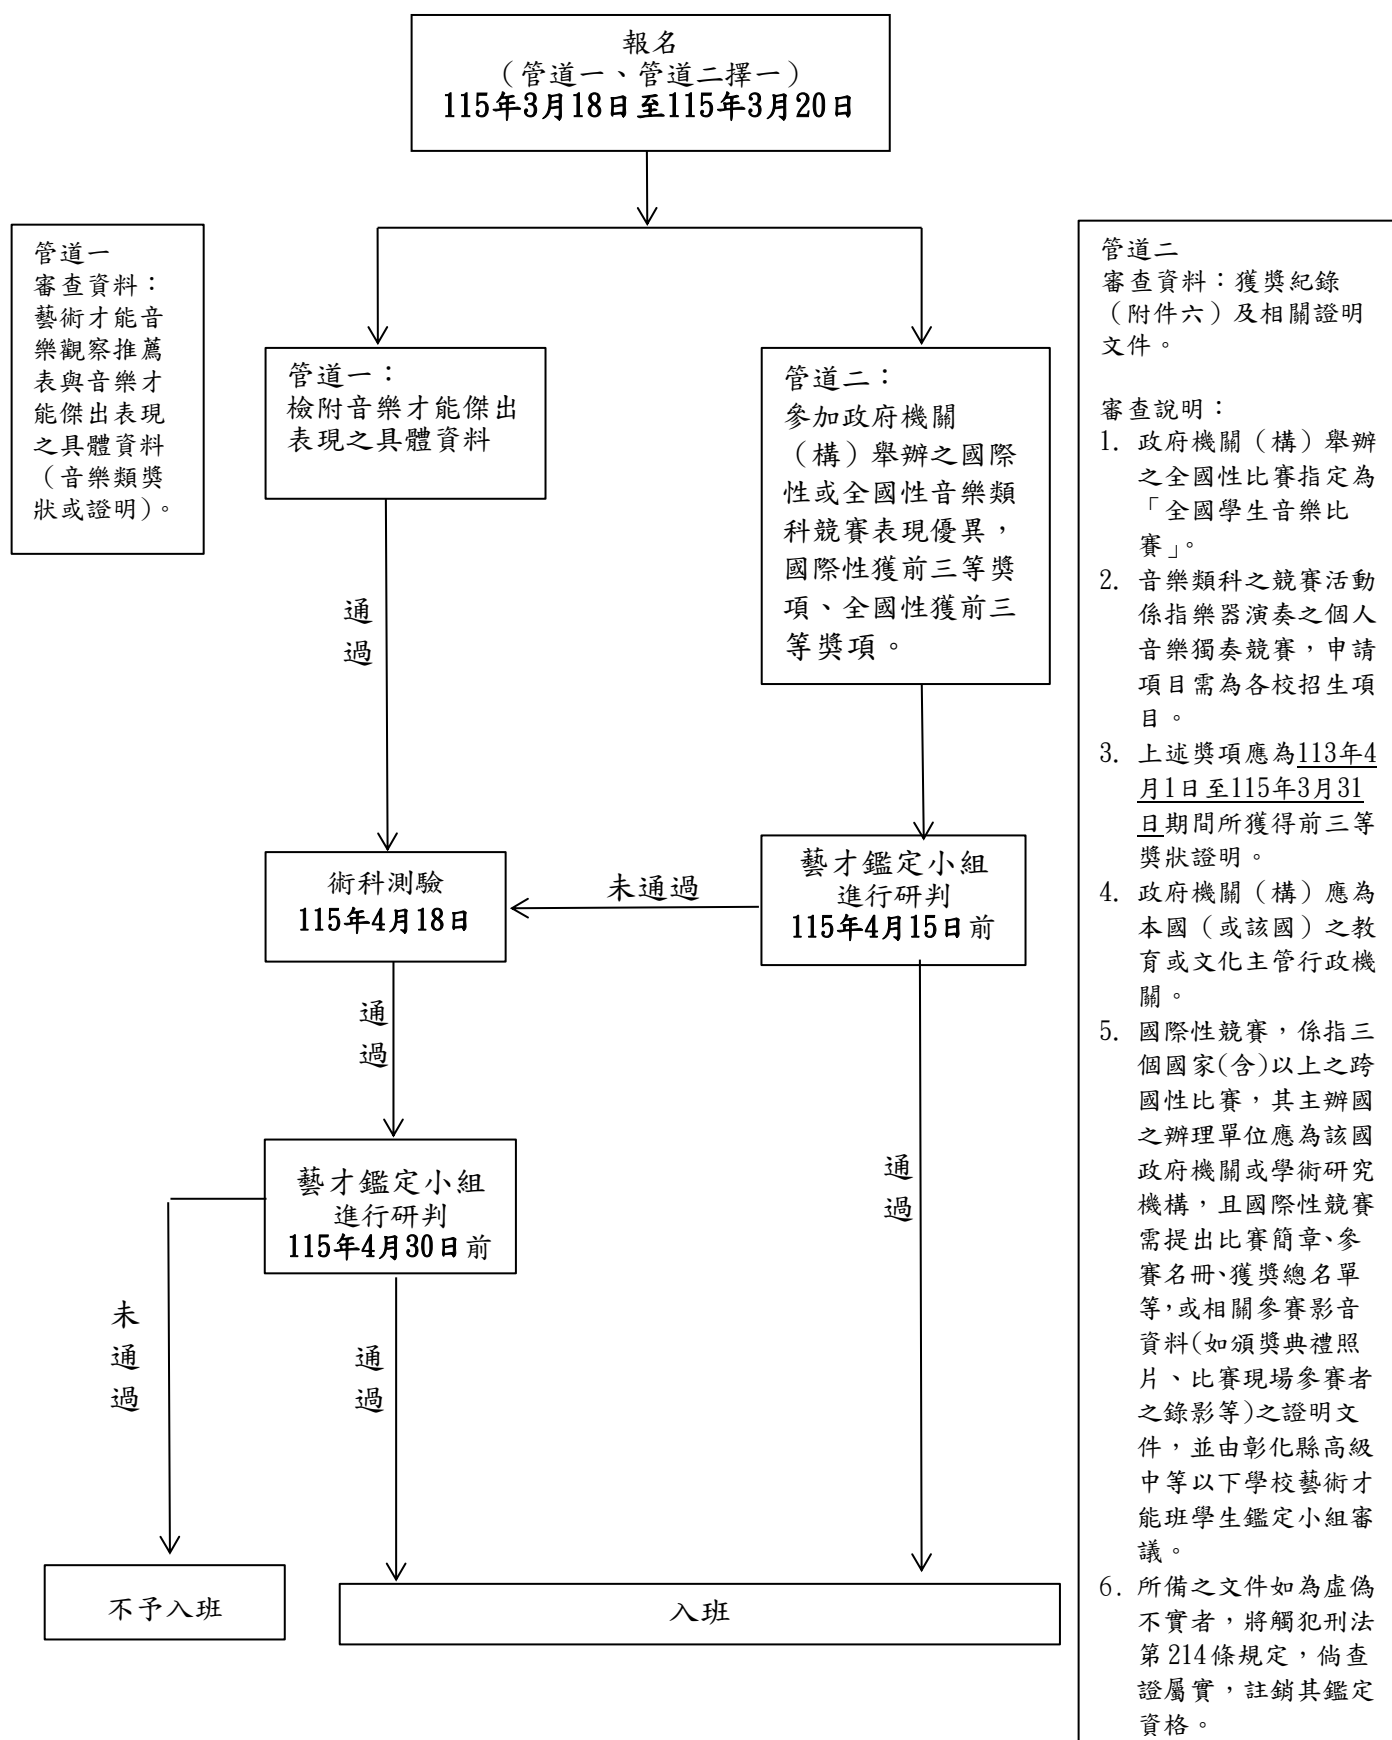 報名
（管道一、管道二擇一）
115年3月18日至115年3月20日
管道一
審查資料：
藝術才能音
樂觀察推薦
表與音樂才
能傑出表現
之具體資料
（音樂類獎
狀或證明）。
管道一：
檢附音樂才能傑出
表現之具體資料
管道二：
參加政府機關
（構）舉辦之國際
性或全國性音樂類
科競賽表現優異，
國際性獲前三等獎
項、全國性獲前三
等獎項。
通
過
術科測驗
115年4月18日
未通過
藝才鑑定小組
進行研判
115年4月15日前
通
過
藝才鑑定小組
進行研判
115年4月30日前
通
過
未
通
過
通
過
不予入班
入班
管道二
審查資料：獲獎紀錄
（附件六）及相關證明
文件。
審查說明：
1. 政府機關（構）舉辦
之全國性比賽指定為
「全國學生音樂比
賽」。
2. 音樂類科之競賽活動
係指樂器演奏之個人
音樂獨奏競賽，申請
項目需為各校招生項
目。
3. 上述獎項應為113年4
月1日至115年3月31
日期間所獲得前三等
獎狀證明。
4. 政府機關（構）應為
本國（或該國）之教
育或文化主管行政機
關。
5. 國際性競賽，係指三
個國家(含)以上之跨
國性比賽，其主辦國
之辦理單位應為該國
政府機關或學術研究
機構，且國際性競賽
需提出比賽簡章、參
賽名冊、獲獎總名單
等，或相關參賽影音
資料(如頒獎典禮照
片、比賽現場參賽者
之錄影等)之證明文
件，並由彰化縣高級
中等以下學校藝術才
能班學生鑑定小組審
議。
6. 所備之文件如為虛偽
不實者，將觸犯刑法
第214條規定，倘查
證屬實，註銷其鑑定
資格。